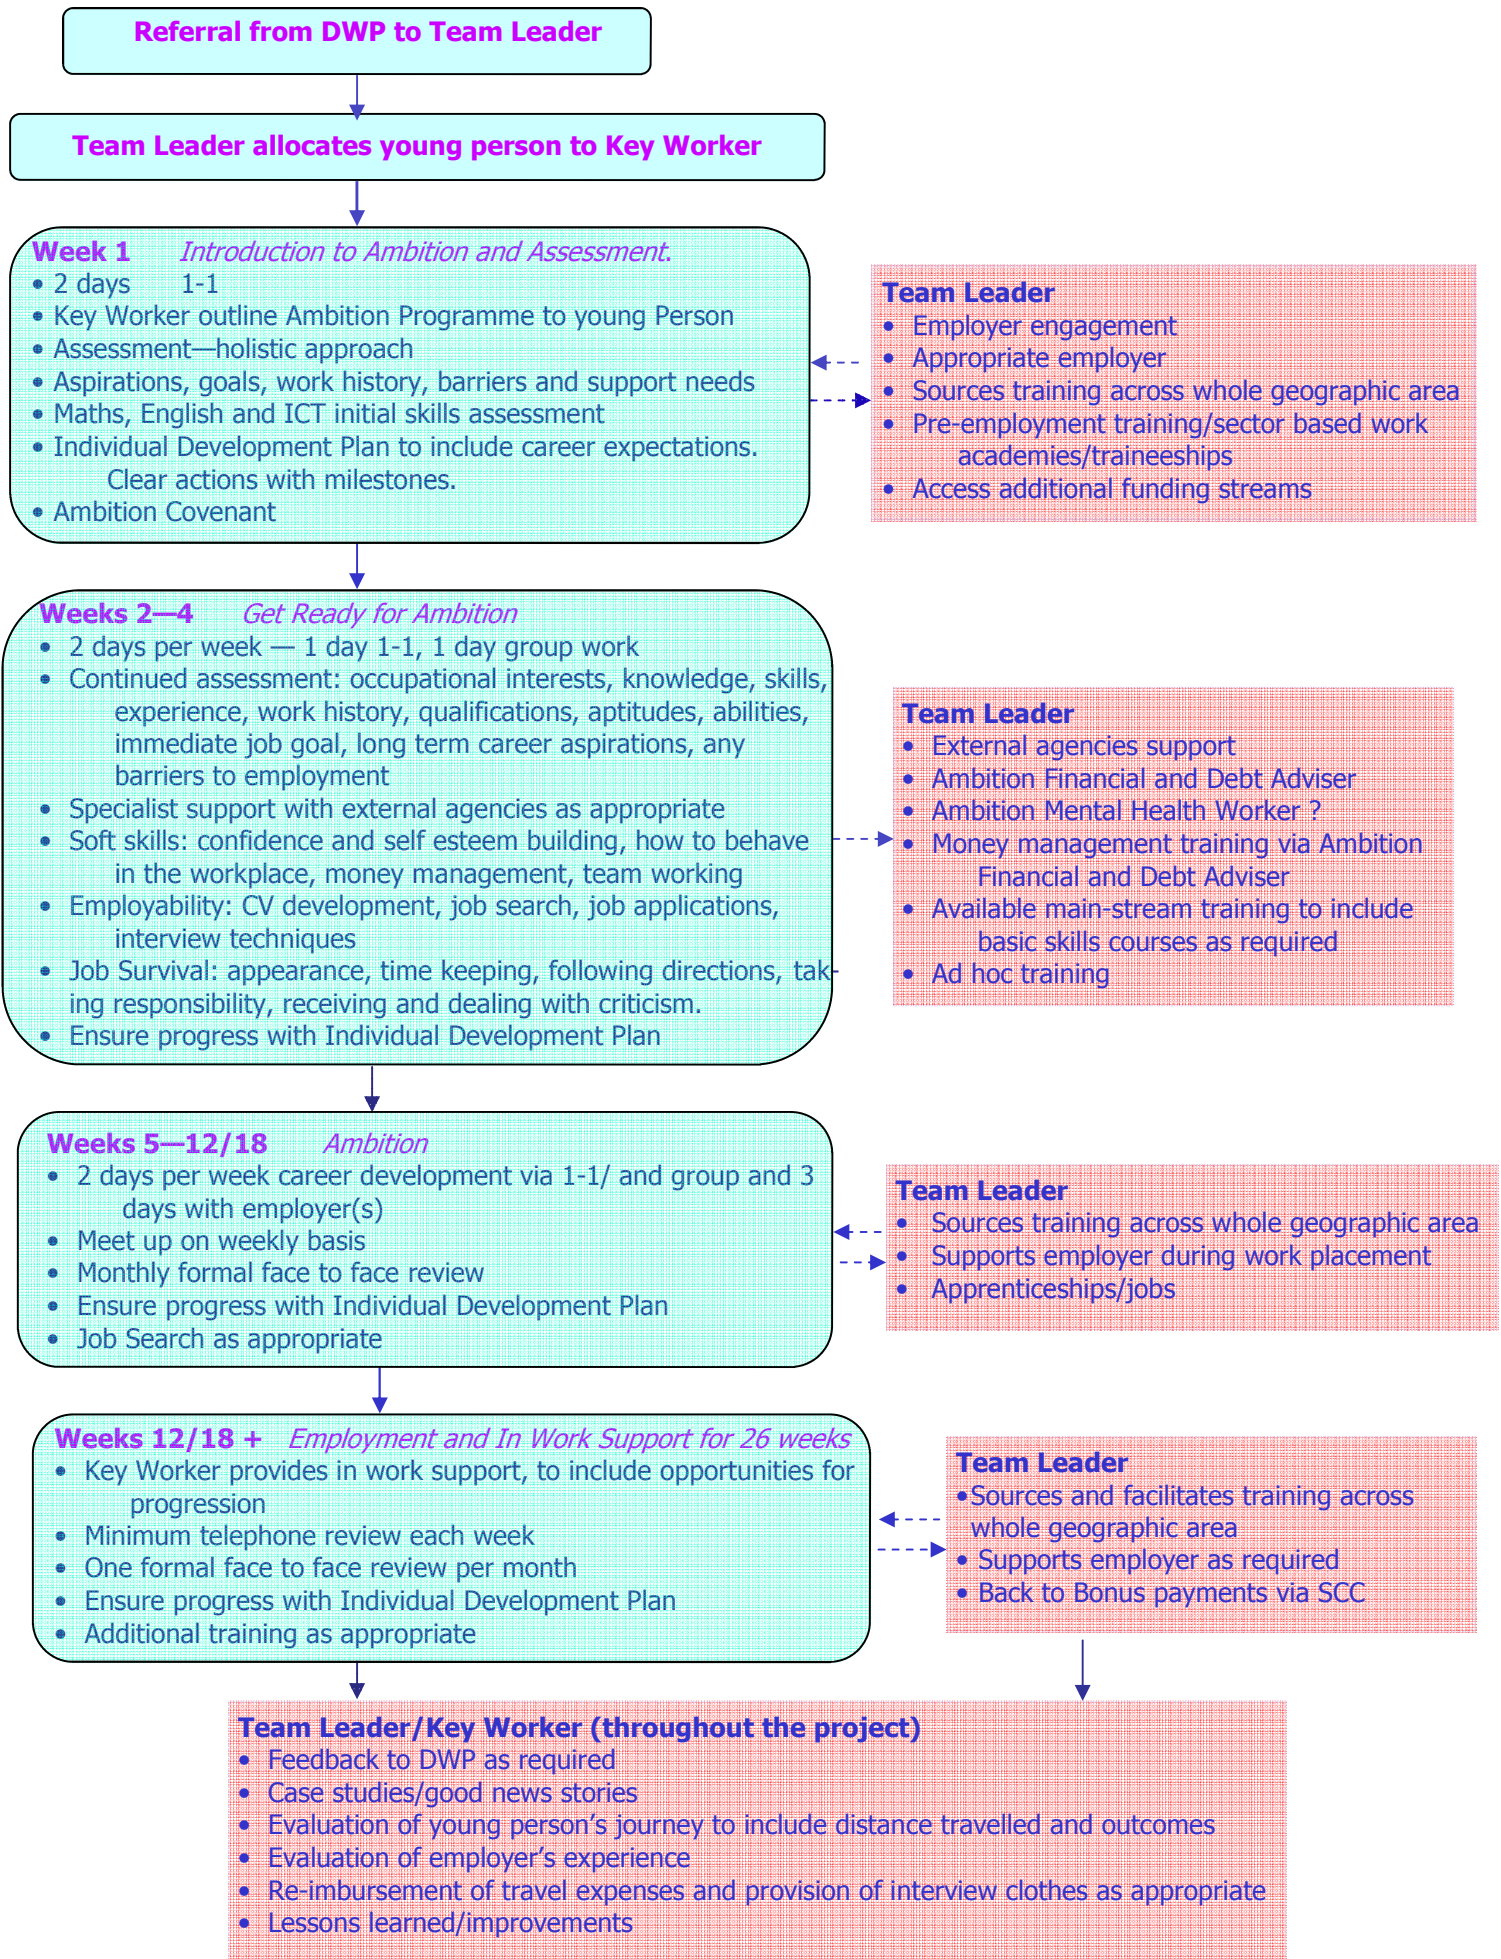 Referral from DWP to Team Leader
Team Leader allocates young person to Key Worker
Week 1 Introduction to Ambition and Assessment.
• 2 days 1-1
• Key Worker outline Ambition Programme to young Person
• Assessment—holistic approach
• Aspirations, goals, work history, barriers and support needs
• Maths, English and ICT initial skills assessment
• Individual Development Plan to include career expectations.
Clear actions with milestones.
• Ambition Covenant
Team Leader
• Employer engagement
• Appropriate employer
• Sources training across whole geographic area
• Pre-employment training/sector based work
academies/traineeships
• Access additional funding streams
Weeks 2—4 Get Ready for Ambition
• 2 days per week — 1 day 1-1, 1 day group work
• Continued assessment: occupational interests, knowledge, skills,
experience, work history, qualifications, aptitudes, abilities,
immediate job goal, long term career aspirations, any
barriers to employment
• Specialist support with external agencies as appropriate
• Soft skills: confidence and self esteem building, how to behave
in the workplace, money management, team working
• Employability: CV development, job search, job applications,
interview techniques
• Job Survival: appearance, time keeping, following directions, tak-
ing responsibility, receiving and dealing with criticism.
• Ensure progress with Individual Development Plan
Team Leader
• External agencies support
• Ambition Financial and Debt Adviser
• Ambition Mental Health Worker ?
• Money management training via Ambition
Financial and Debt Adviser
• Available main-stream training to include
basic skills courses as required
• Ad hoc training
Weeks 5—12/18 Ambition
• 2 days per week career development via 1-1/ and group and 3
days with employer(s)
• Meet up on weekly basis
• Monthly formal face to face review
• Ensure progress with Individual Development Plan
• Job Search as appropriate
Team Leader
• Sources training across whole geographic area
• Supports employer during work placement
• Apprenticeships/jobs
Weeks 12/18 + Employment and In Work Support for 26 weeks
• Key Worker provides in work support, to include opportunities for
progression
• Minimum telephone review each week
• One formal face to face review per month
• Ensure progress with Individual Development Plan
• Additional training as appropriate
Team Leader
•Sources and facilitates training across
whole geographic area
• Supports employer as required
• Back to Bonus payments via SCC
Team Leader/Key Worker (throughout the project)
• Feedback to DWP as required
• Case studies/good news stories
• Evaluation of young person’s journey to include distance travelled and outcomes
• Evaluation of employer’s experience
• Re-imbursement of travel expenses and provision of interview clothes as appropriate
• Lessons learned/improvements